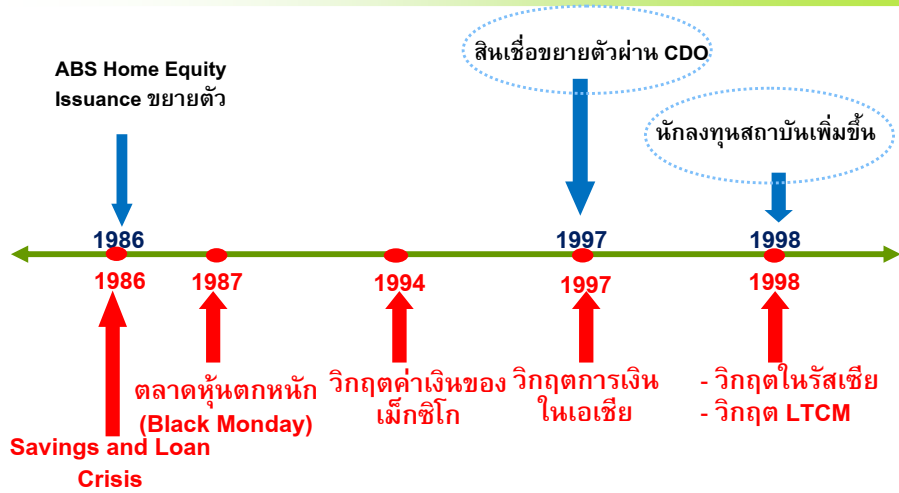 ABS Home Equity
Issuance ขยายตัว
สินเชื่อขยายตัวผ่าน CDO
นักลงทุนสถาบันเพิ่มขึ้น
1986
1997
1998
1986
1987
1994
1997
1998
Savings and Loan
Crisis
ตลาดหุ้นตกหนัก
(Black Monday)
วิกฤตค่าเงินของ
เม็กซิโก
วิกฤตการเงิน
ในเอเชีย
- วิกฤตในรัสเซีย
- วิกฤต LTCM